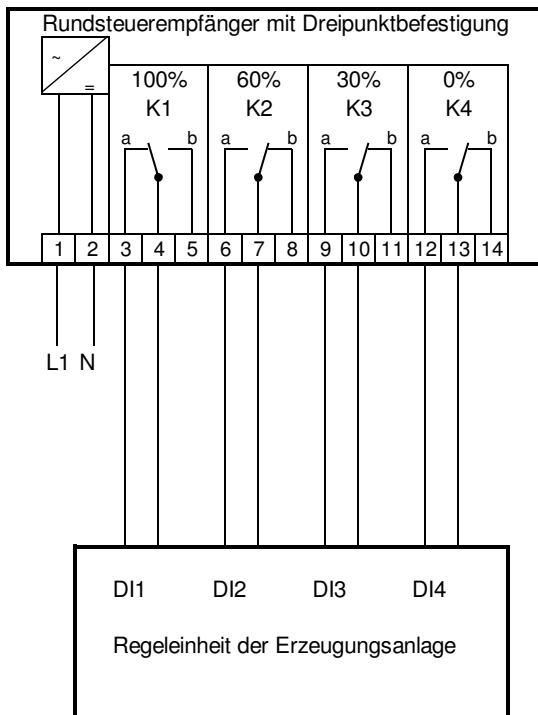 Rundsteuerempfänger mit Dreipunktbefestigung
~
=
100% 60% 30% 0%
K1 K2 K3 K4
a b a b a b a b
1 2 3 4 5 6 7 8 9 10 11 12 13 14
L1 N
DI1 DI2 DI3 DI4
Regeleinheit der Erzeugungsanlage